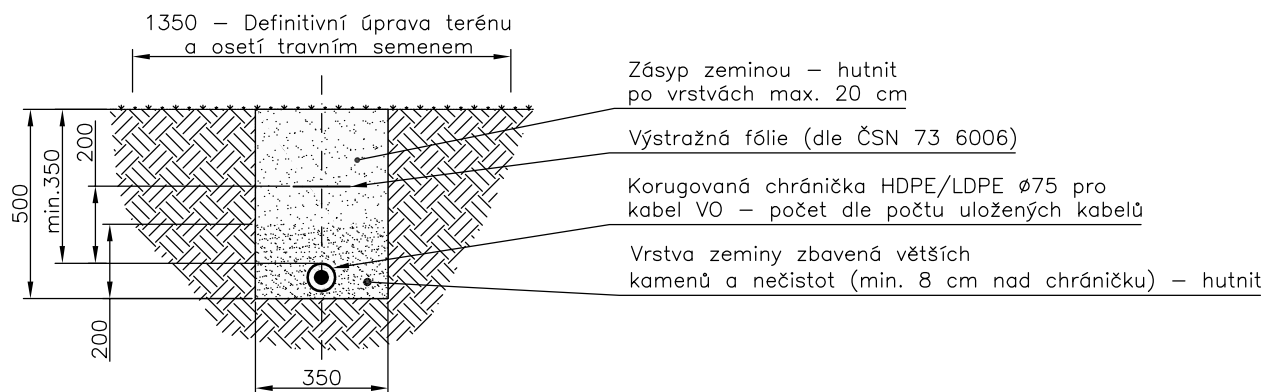 1350 – Definitivní úprava terénu
a osetí travním semenem
Zásyp zeminou – hutnit
po vrstvách max. 20 cm
Výstražná fólie (dle ČSN 73 6006)
Korugovaná chránička HDPE/LDPE ø75 pro
kabel VO – počet dle počtu uložených kabelů
Vrstva zeminy zbavená větších
kamenů a nečistot (min. 8 cm nad chráničku) – hutnit
500
min.350
200
200
350